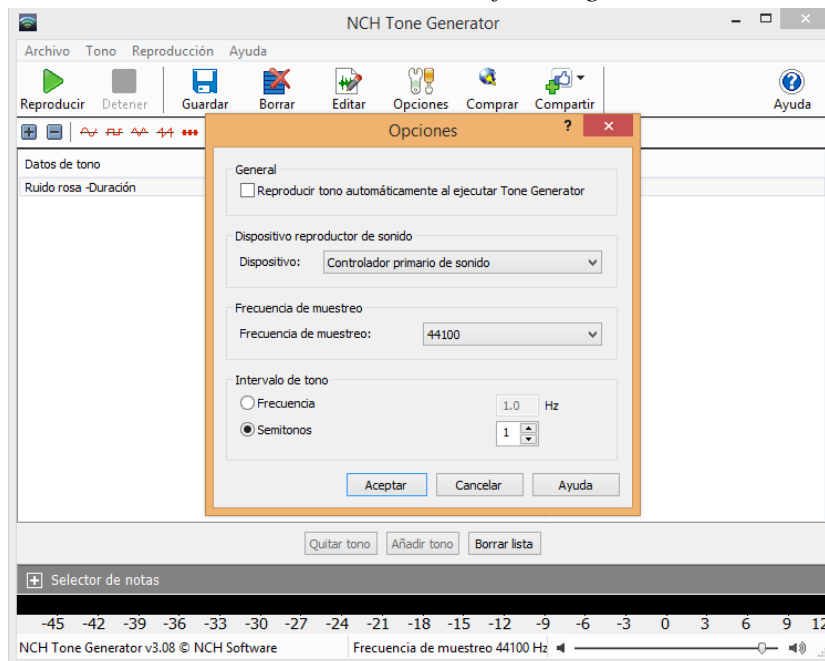 NCH Tone Generator
Archivo Tono Reproducción Ayuda
Reproducir Detener Guardar Borrar Editar Opciones Comprar Compartir Ayuda
Opciones
Datos de tono
Ruido rosa -Duración
General
Reproducir tono automáticamente al ejecutar Tone Generator
Dispositivo reproductor de sonido
Dispositivo: Controlador primario de sonido
Frecuencia de muestreo
Frecuencia de muestreo: 44100
Intervalo de tono
Frecuencia 1.0 Hz
Semitonos 1
Aceptar Cancelar Ayuda
Quitar tono Añadir tono Borrar lista
Selector de notas
-45 -42 -39 -36 -33 -30 -27 -24 -21 -18 -15 -12 -9 -6 -3 0 3 6 9 12
NCH Tone Generator v3.08 © NCH Software Frecuencia de muestreo 44100 Hz